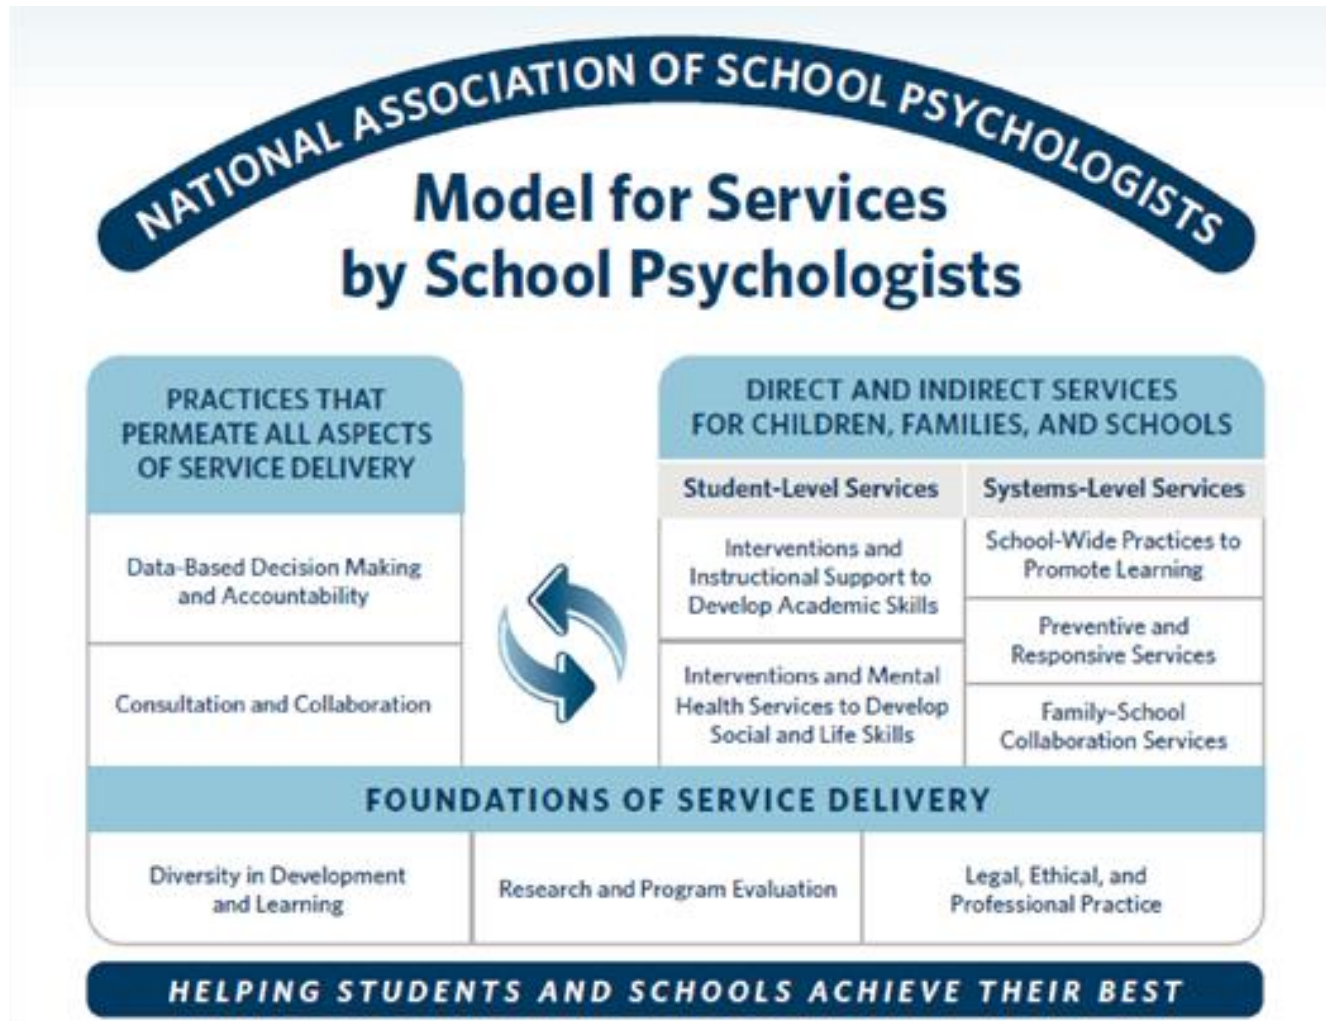 NATIONAL ASSOCIATION OF SCHOOL PSYCHOLOGISTS
Model for Services
by School Psychologists
PRACTICES THAT
PERMEATE ALL ASPECTS
OF SERVICE DELIVERY
Data-Based Decision Making
and Accountability
Consultation and Collaboration
DIRECT AND INDIRECT SERVICES
FOR CHILDREN, FAMILIES, AND SCHOOLS
Student-Level Services
Interventions and
Instructional Support to
Develop Academic Skills
Interventions and Mental
Health Services to Develop
Social and Life Skills
Systems-Level Services
School-Wide Practices to
Promote Learning
Preventive and
Responsive Services
Family–School
Collaboration Services
FOUNDATIONS OF SERVICE DELIVERY
Diversity in Development
and Learning
Research and Program Evaluation
Legal, Ethical, and
Professional Practice
HELPING STUDENTS AND SCHOOLS ACHIEVE THEIR BEST